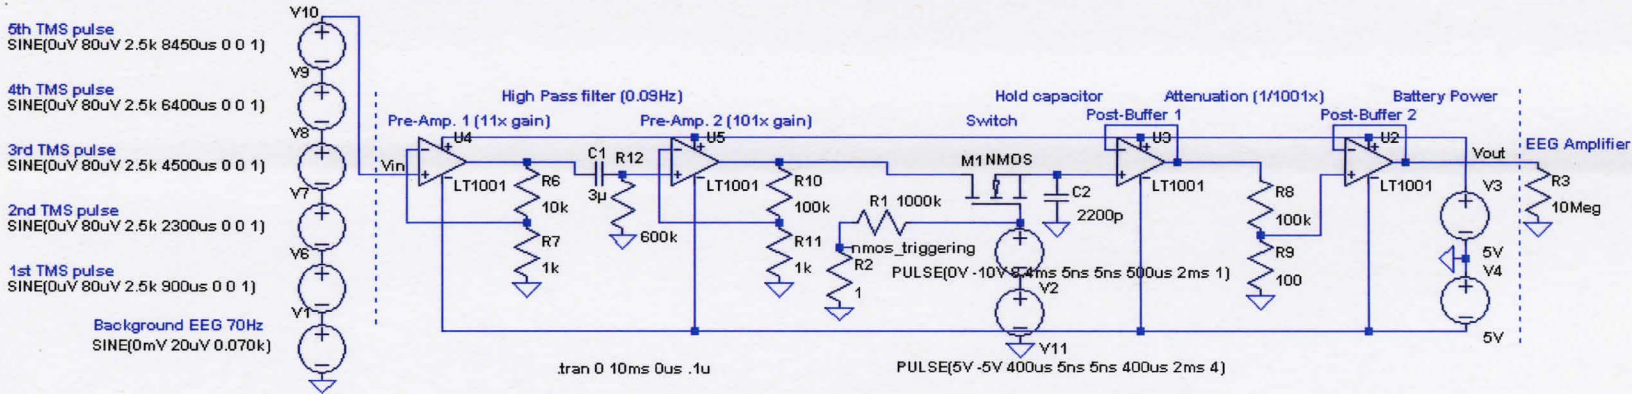 V10
5th TMS pulse
SINE(0uV 80uV 2.5k 8450us 0 0 1)
V9
4th TMS pulse
SINE(0uV 80uV 2.5k 6400us 0 0 1)
V8
3rd TMS pulse
SINE(0uV 80uV 2.5k 4500us 0 0 1)
V7
2nd TMS pulse
SINE(0uV 80uV 2.5k 2300us 0 0 1)
V6
1st TMS pulse
SINE(0uV 80uV 2.5k 900us 0 0 1)
V1
Background EEG 70Hz
SINE(0mV 20uV 0.070k)
High Pass filter (0.09Hz)
Pre-Amp. 1 (11x gain)
U4
Vin
LT1001
R6
10k
R7
1k
C1
3µ
R12
600k
Pre-Amp. 2 (101x gain)
U5
LT1001
R10
100k
R11
1k
Switch
M1 NMOS
R1 1000k
nmos_triggering
R2
1
V2
V11
PULSE(5V -5V 400us 5ns 5ns 400us 2ms 4)
.tran 0 10ms 0us .1u
Hold capacitor
C2
2200p
Post-Buffer 1
U3
LT1001
Attenuation (1/1001x)
R8
100k
R9
100
Post-Buffer 2
U2
LT1001
Battery Power
Vout
V3
5V
V4
5V
EEG Amplifier
R3
10Meg